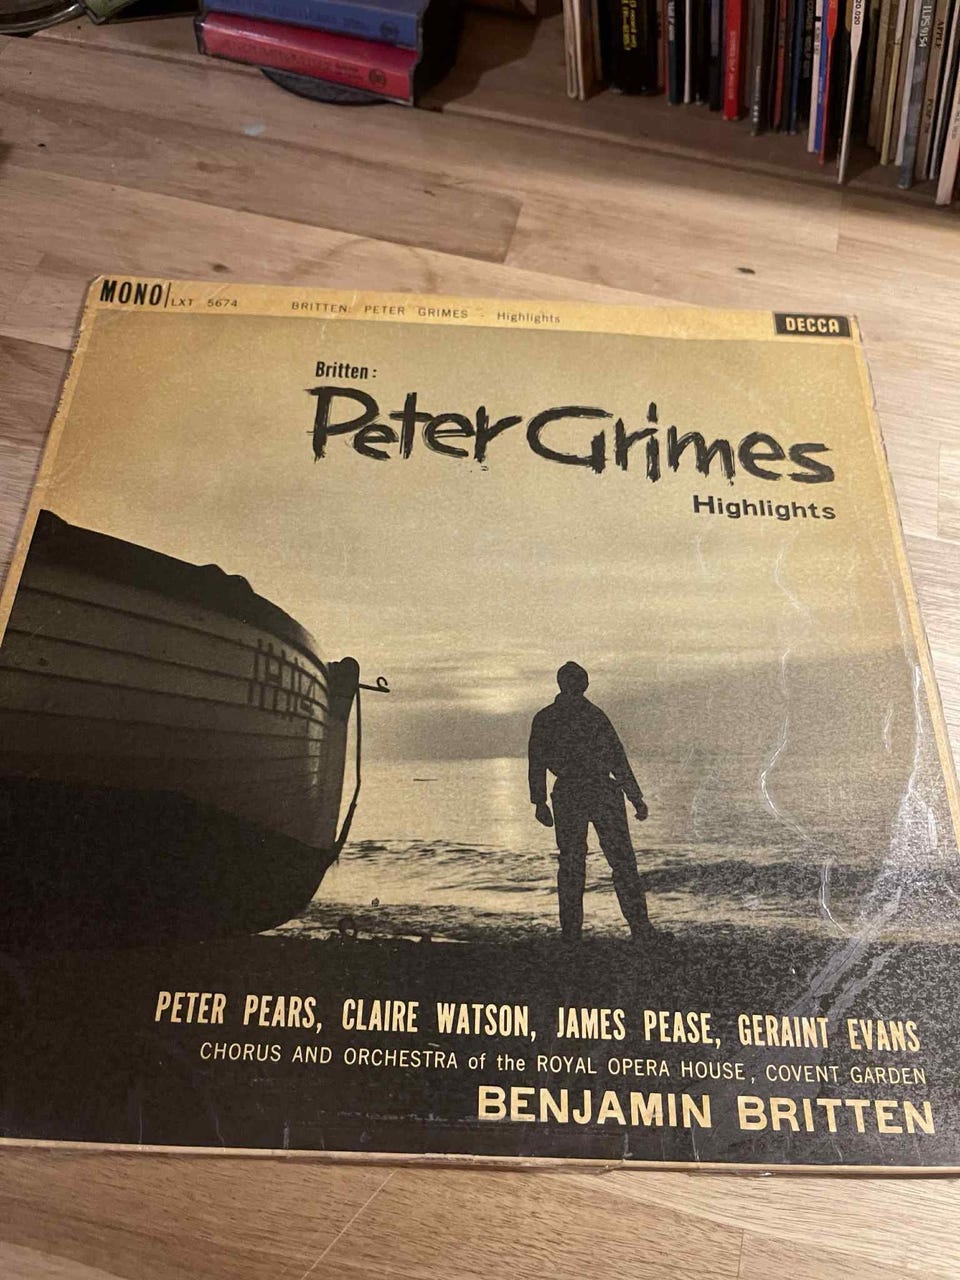 MONO LXT 5674 BRITTEN: PETER GRIMES - Highlights DECCA
Britten:
Peter Grimes
Highlights
PETER PEARS, CLAIRE WATSON, JAMES PEASE, GERAINT EVANS
CHORUS AND ORCHESTRA of the ROYAL OPERA HOUSE, COVENT GARDEN
BENJAMIN BRITTEN